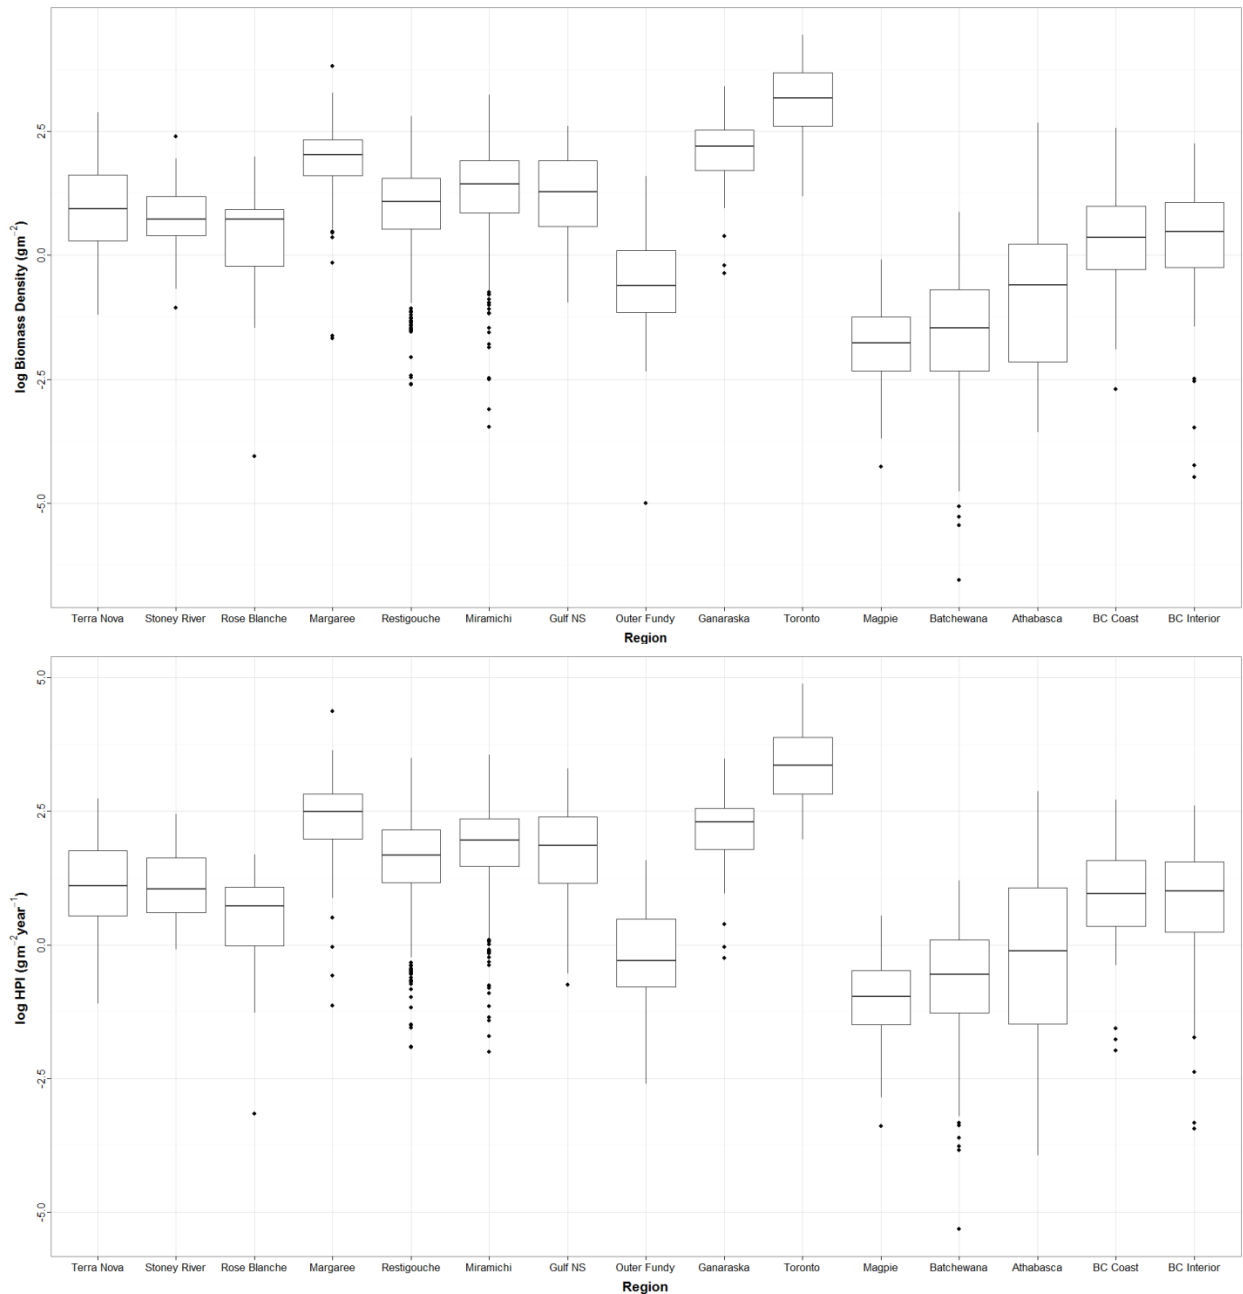 log Biomass Density (gm⁻²)
2.5
0.0
-2.5
-5.0
Terra Nova Stoney River Rose Blanche Margaree Restigouche Miramichi Gulf NS Outer Fundy Ganaraska Toronto Magpie Batchewana Athabasca BC Coast BC Interior
Region
log HPI (gm⁻²year⁻¹)
5.0
2.5
0.0
-2.5
-5.0
Terra Nova Stoney River Rose Blanche Margaree Restigouche Miramichi Gulf NS Outer Fundy Ganaraska Toronto Magpie Batchewana Athabasca BC Coast BC Interior
Region